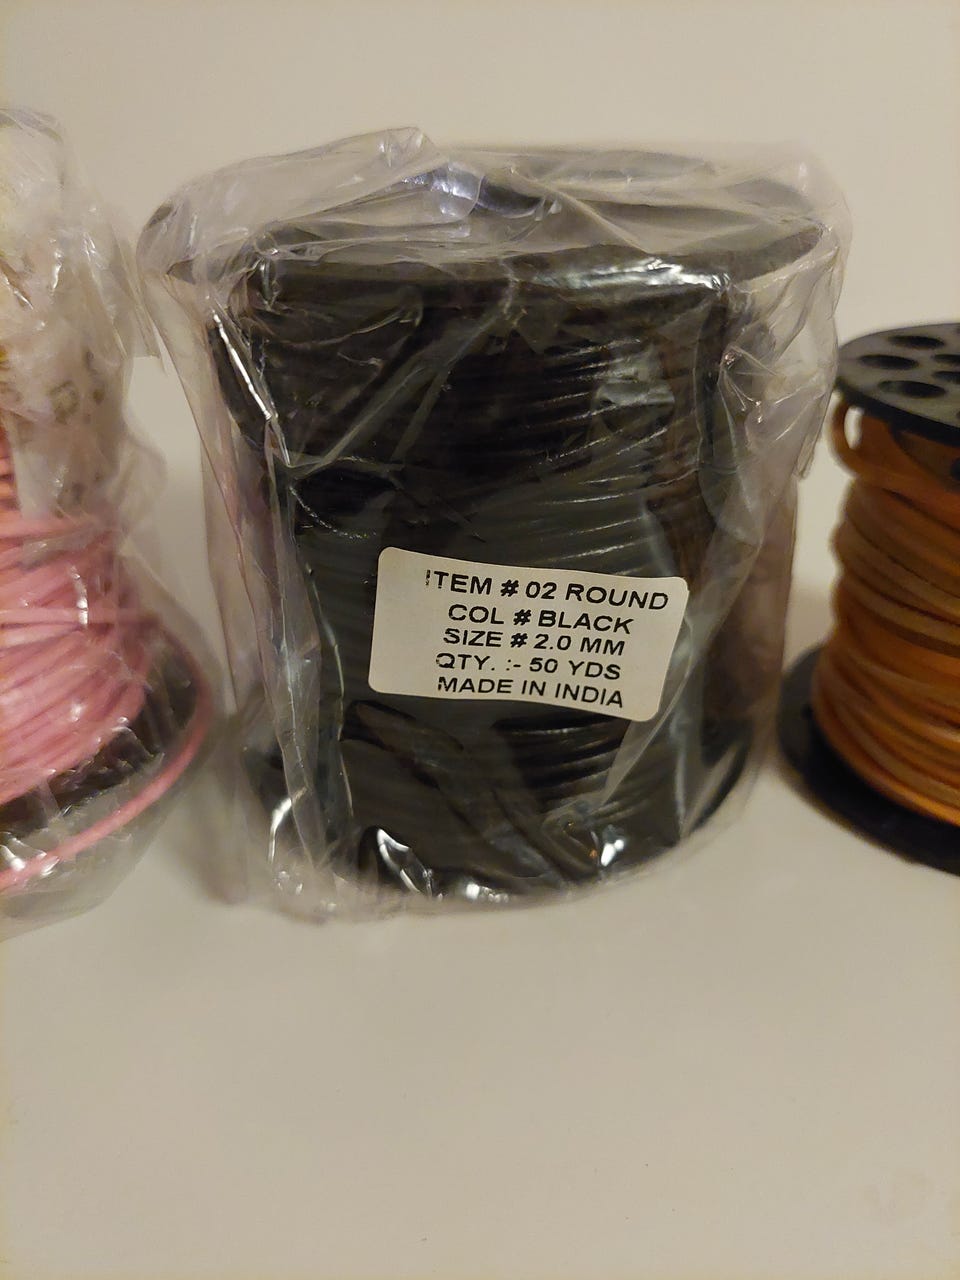 ITEM # 02 ROUND
COL # BLACK
SIZE # 2.0 MM
QTY. :- 50 YDS
MADE IN INDIA